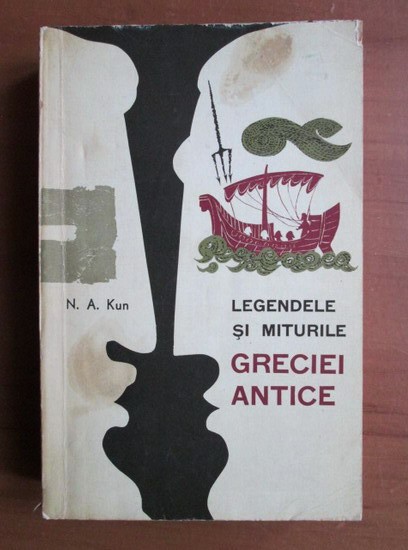 N. A. Kun
LEGENDELE
ŞI MITURILE
GRECIEI
ANTICE